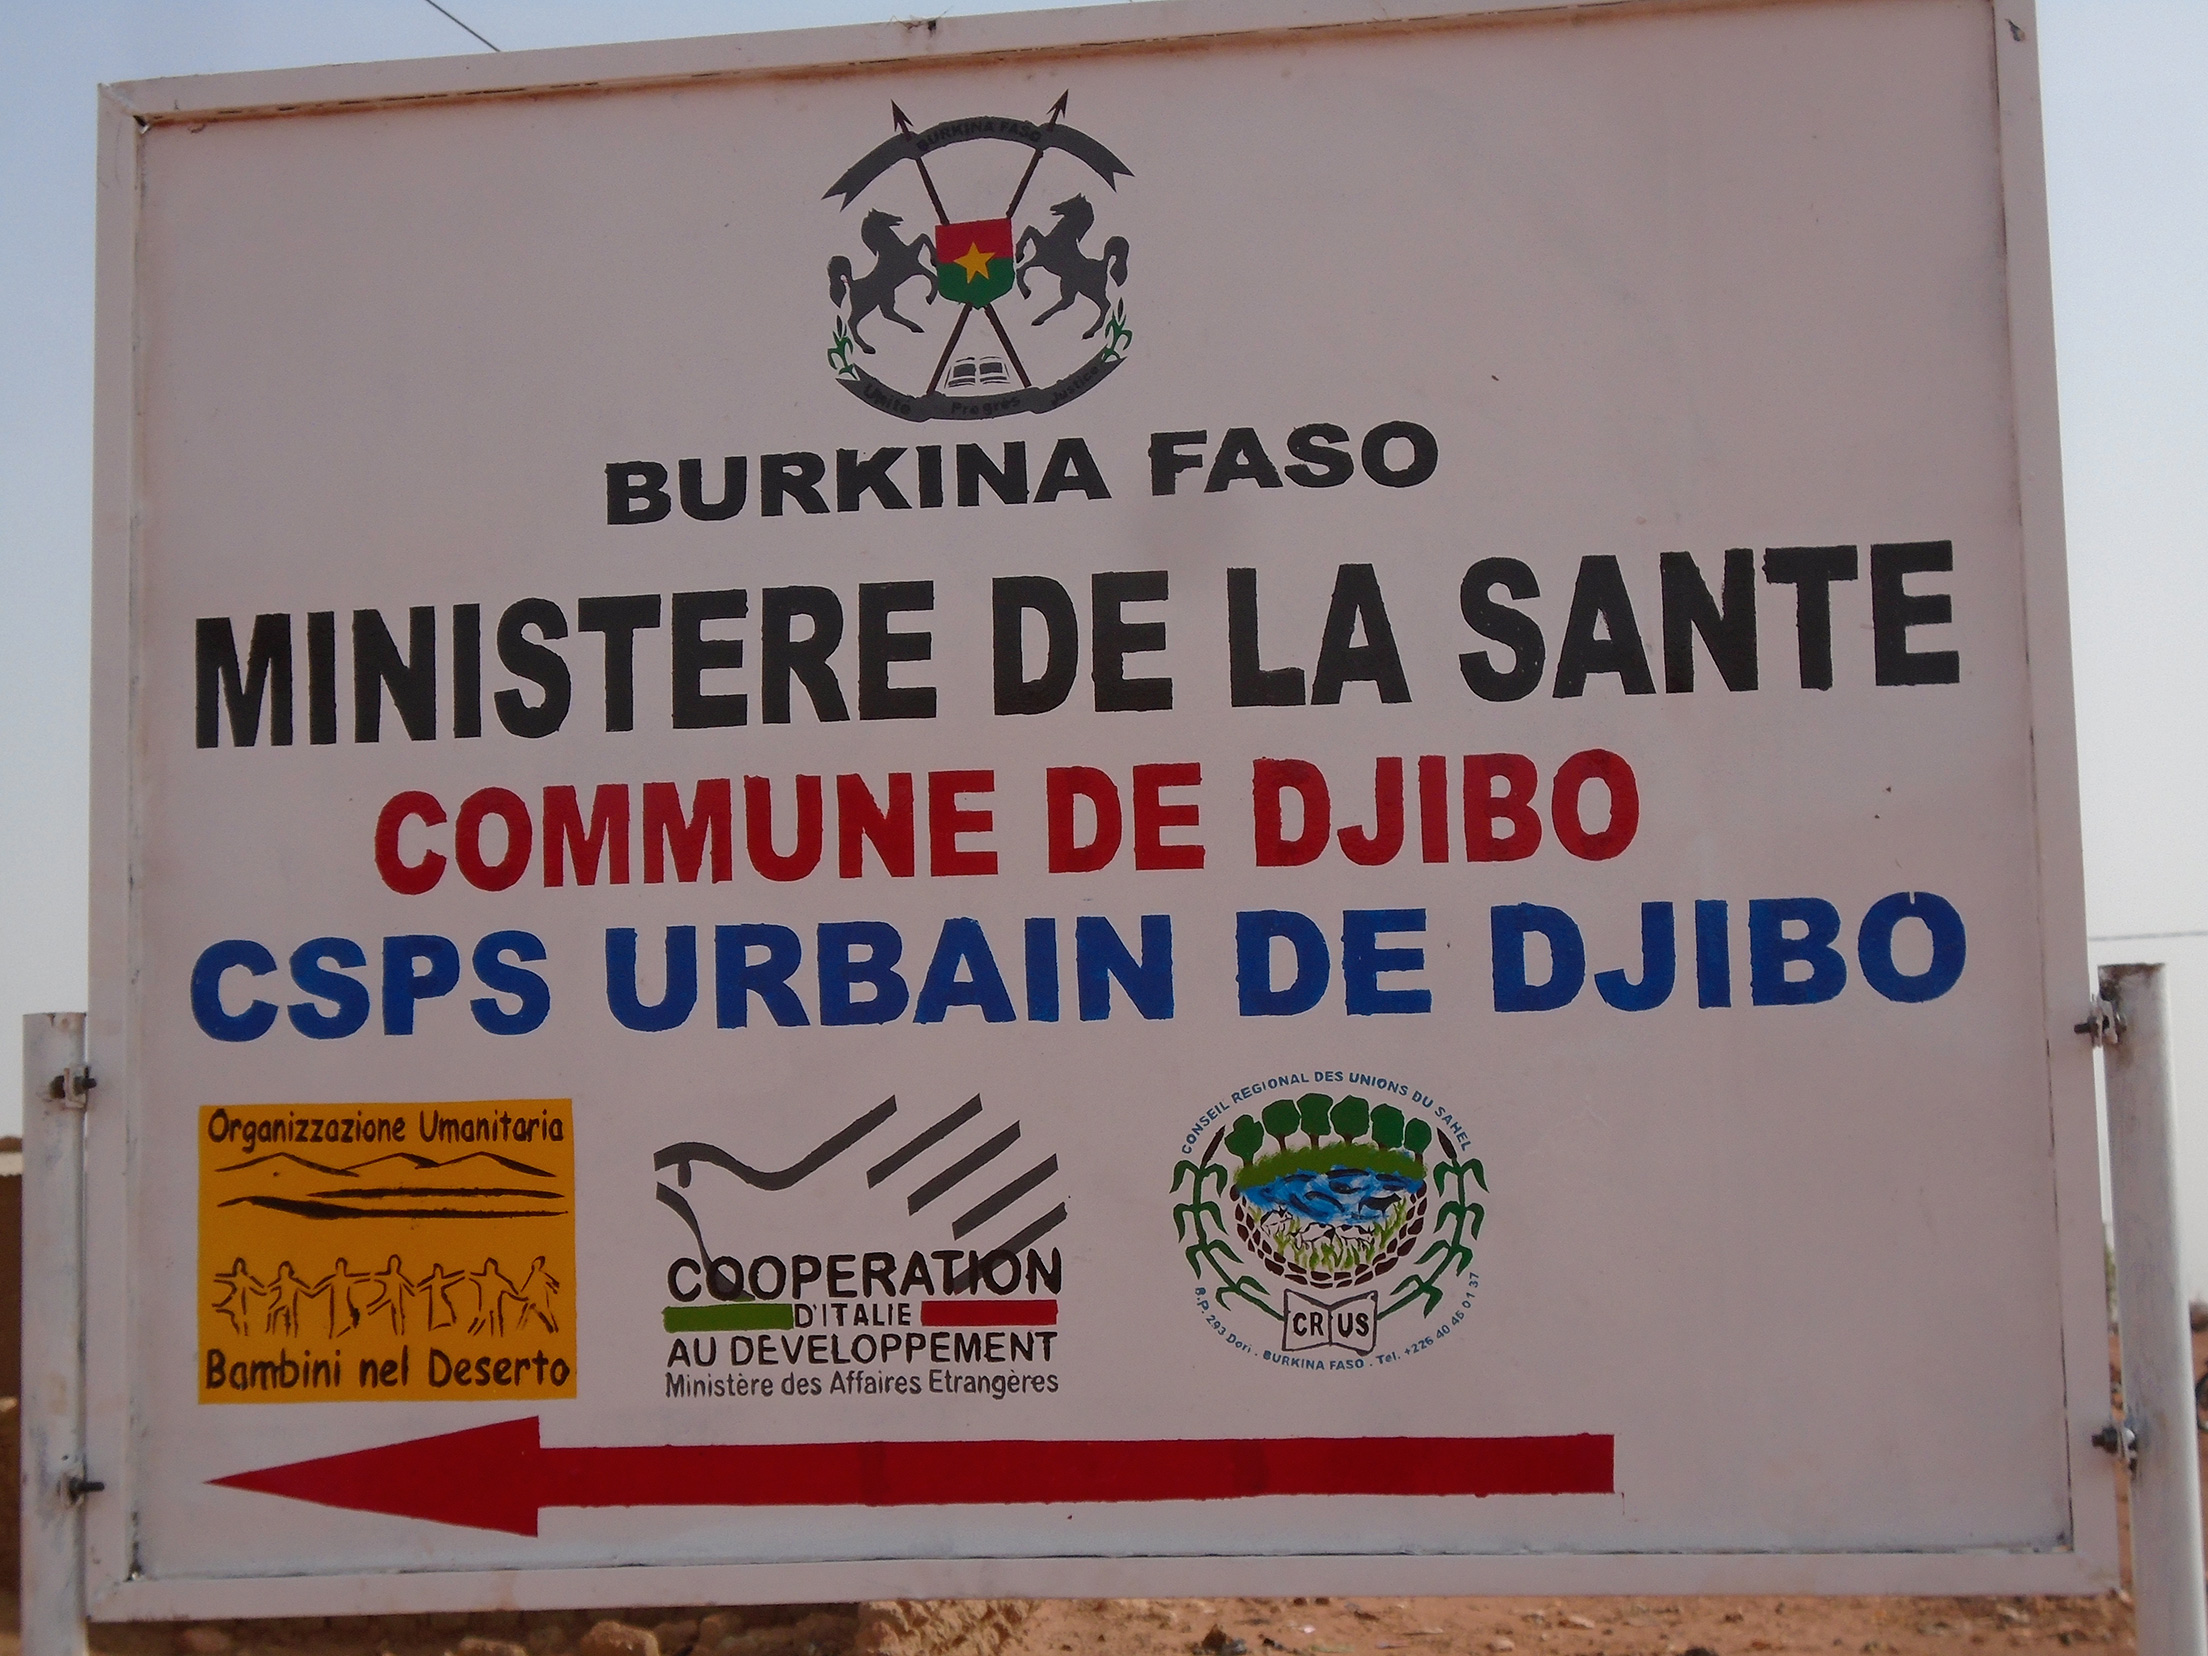 BURKINA FASO
Unité Progrès Justice
BURKINA FASO
MINISTERE DE LA SANTE
COMMUNE DE DJIBO
CSPS URBAIN DE DJIBO
Organizzazione Umanitaria
Bambini nel Deserto
COOPERATION
D'ITALIE
AU DEVELOPPEMENT
Ministère des Affaires Etrangères
CONSEIL REGIONAL DES UNIONS DU SAHEL
CRUS
B.P. 293 Dori . BURKINA FASO . Tel. +226 40 46 01 37